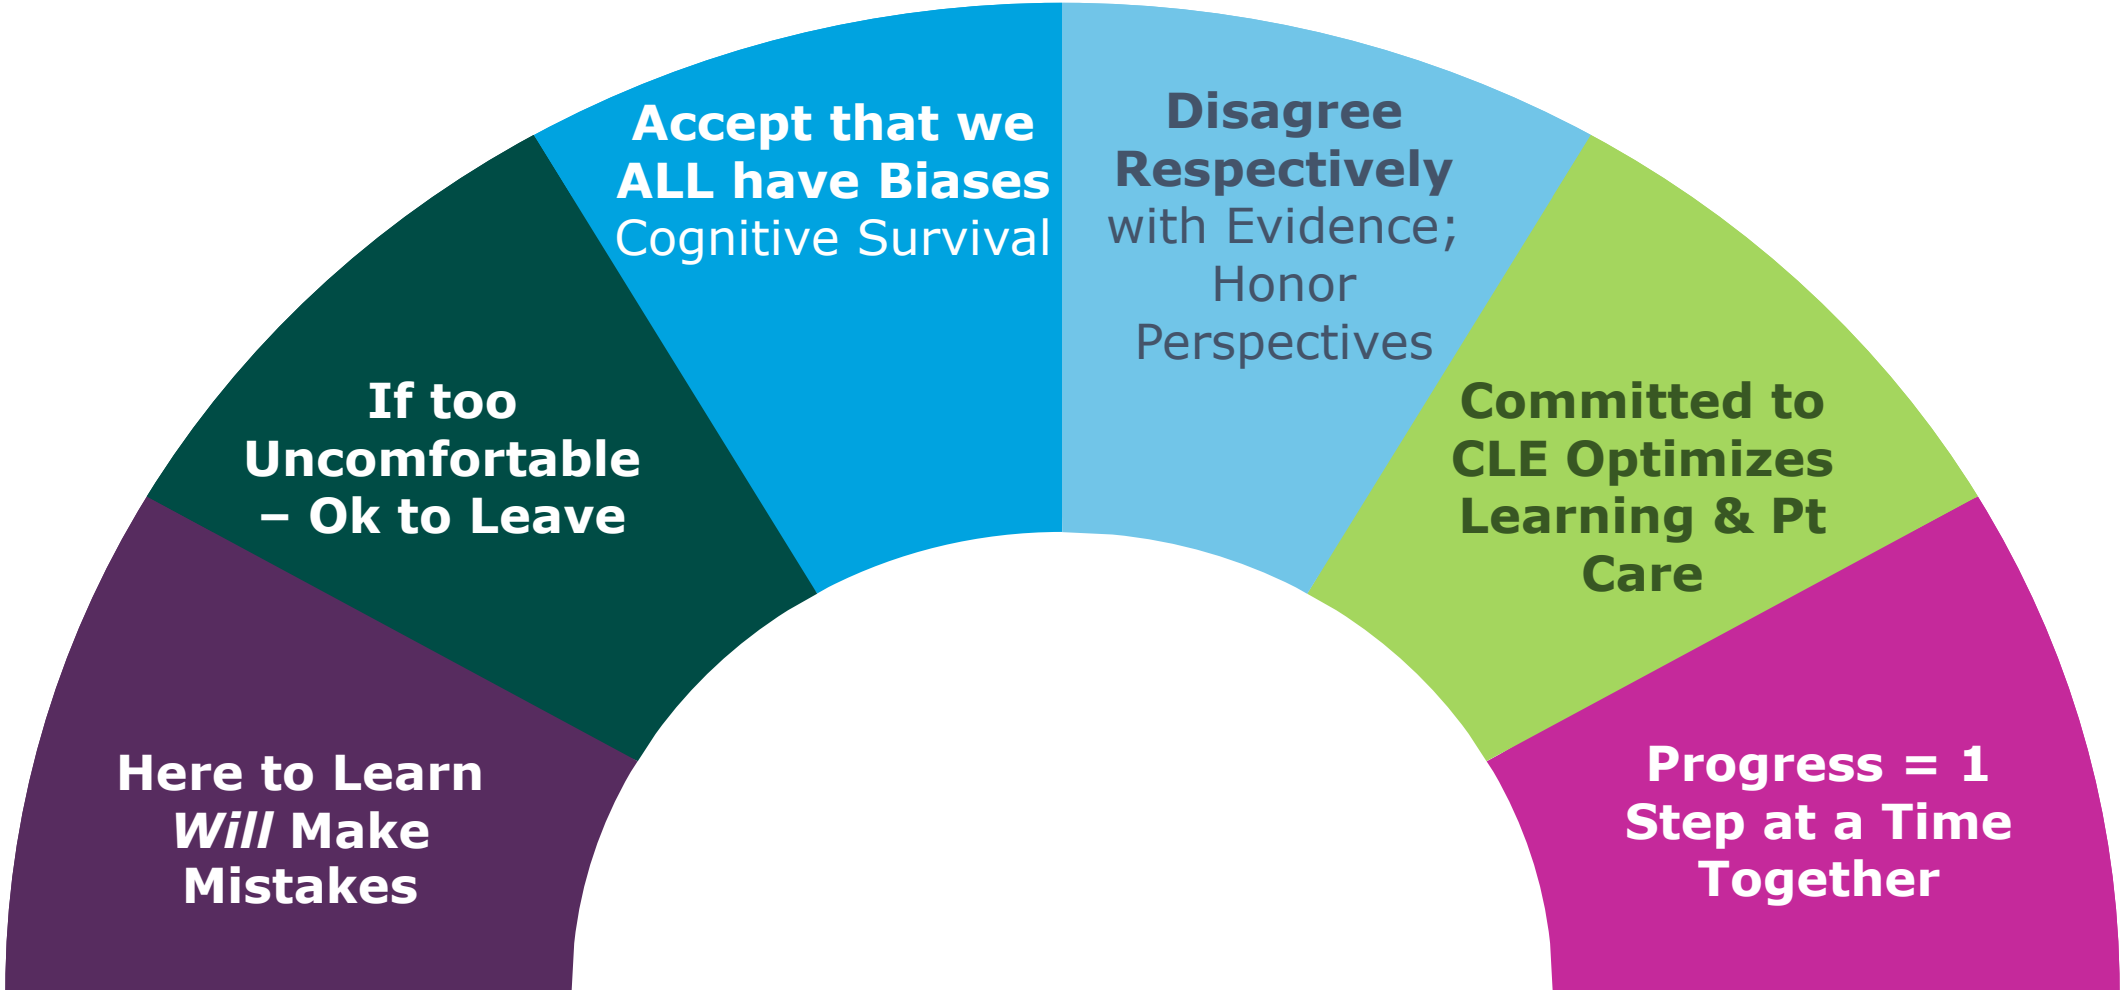 Here to Learn
Will Make
Mistakes
If too
Uncomfortable
– Ok to Leave
Accept that we
ALL have Biases
Cognitive Survival
Disagree
Respectively
with Evidence;
Honor
Perspectives
Committed to
CLE Optimizes
Learning & Pt
Care
Progress = 1
Step at a Time
Together